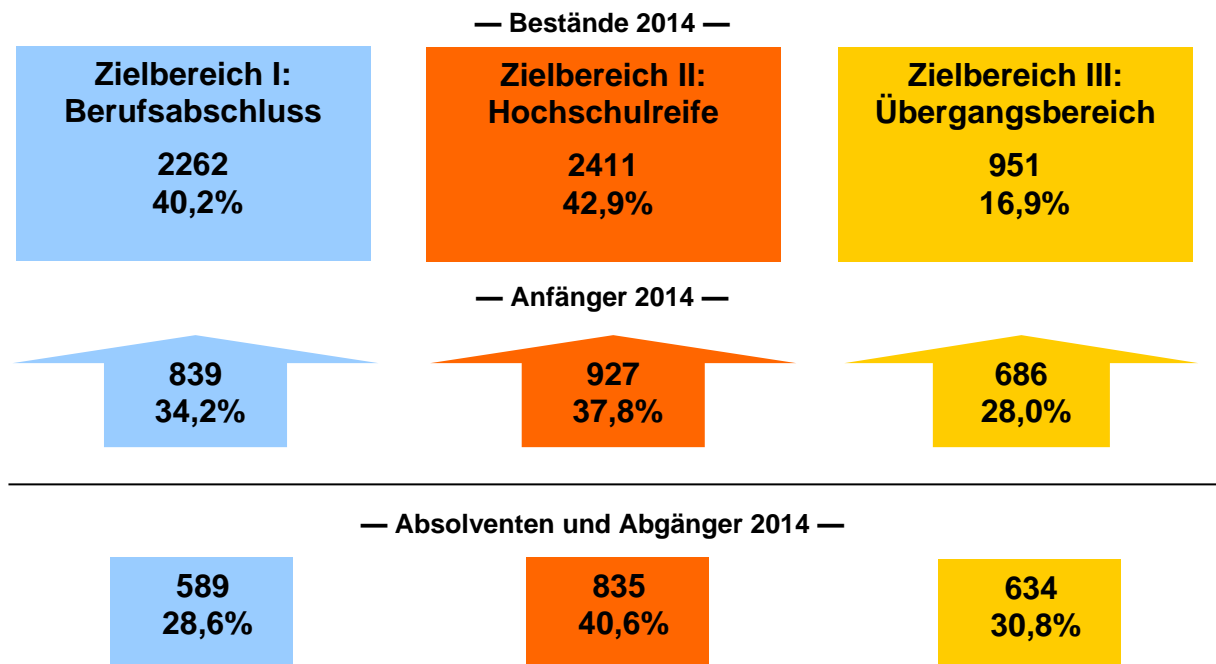 — Bestände 2014 —
Zielbereich I:
Berufsabschluss
2262
40,2%
Zielbereich II:
Hochschulreife
2411
42,9%
Zielbereich III:
Übergangsbereich
951
16,9%
— Anfänger 2014 —
839
34,2%
927
37,8%
686
28,0%
— Absolventen und Abgänger 2014 —
589
28,6%
835
40,6%
634
30,8%